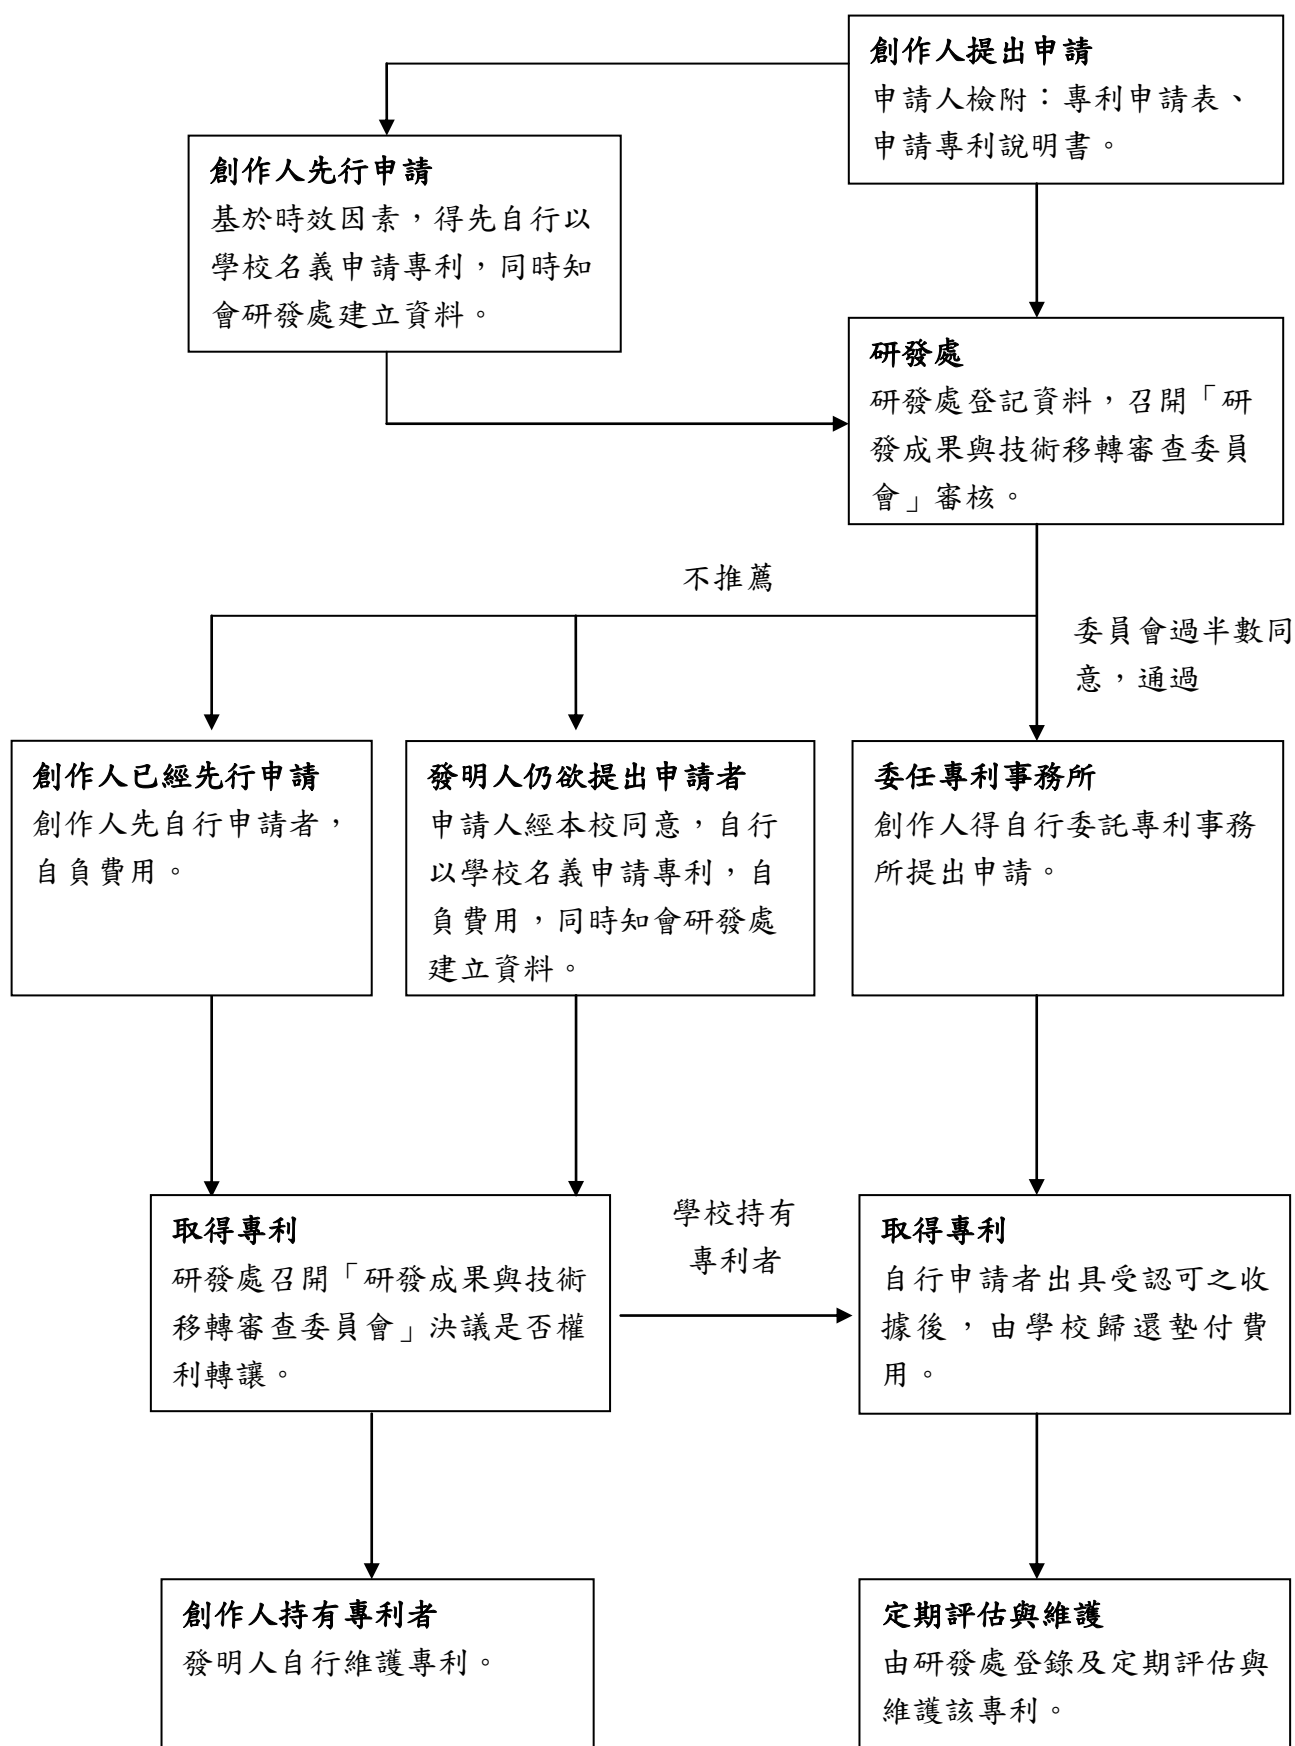 創作人提出申請
申請人檢附：專利申請表、
申請專利說明書。
創作人先行申請
基於時效因素，得先自行以
學校名義申請專利，同時知
會研發處建立資料。
研發處
研發處登記資料，召開「研
發成果與技術移轉審查委員
會」審核。
不推薦
委員會過半數同
意，通過
創作人已經先行申請
創作人先自行申請者，
自負費用。
發明人仍欲提出申請者
申請人經本校同意，自行
以學校名義申請專利，自
負費用，同時知會研發處
建立資料。
委任專利事務所
創作人得自行委託專利事務
所提出申請。
取得專利
研發處召開「研發成果與技術
移轉審查委員會」決議是否權
利轉讓。
學校持有
專利者
取得專利
自行申請者出具受認可之收
據後，由學校歸還墊付費
用。
創作人持有專利者
發明人自行維護專利。
定期評估與維護
由研發處登錄及定期評估與
維護該專利。